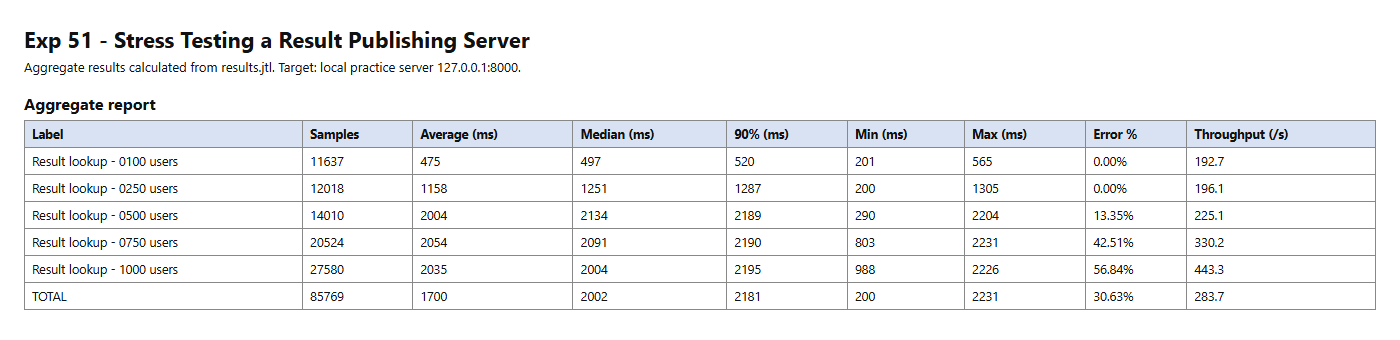 Exp 51 - Stress Testing a Result Publishing Server
Aggregate results calculated from results.jtl. Target: local practice server 127.0.0.1:8000.
Aggregate report
Label Samples Average (ms) Median (ms) 90% (ms) Min (ms) Max (ms) Error % Throughput (/s)
Result lookup - 0100 users 11637 475 497 520 201 565 0.00% 192.7
Result lookup - 0250 users 12018 1158 1251 1287 200 1305 0.00% 196.1
Result lookup - 0500 users 14010 2004 2134 2189 290 2204 13.35% 225.1
Result lookup - 0750 users 20524 2054 2091 2190 803 2231 42.51% 330.2
Result lookup - 1000 users 27580 2035 2004 2195 988 2226 56.84% 443.3
TOTAL 85769 1700 2002 2181 200 2231 30.63% 283.7